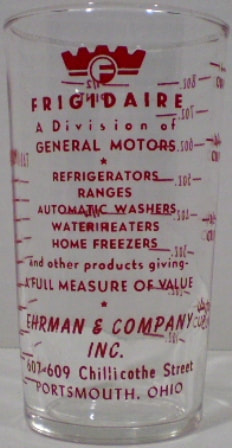 F
FRIGIDAIRE
A Division of
GENERAL MOTORS
★
REFRIGERATORS
RANGES
AUTOMATIC WASHERS
WATER HEATERS
HOME FREEZERS
and other products giving-
A FULL MEASURE OF VALUE
★
EHRMAN & COMPANY
INC.
607-609 Chillicothe Street
PORTSMOUTH, OHIO